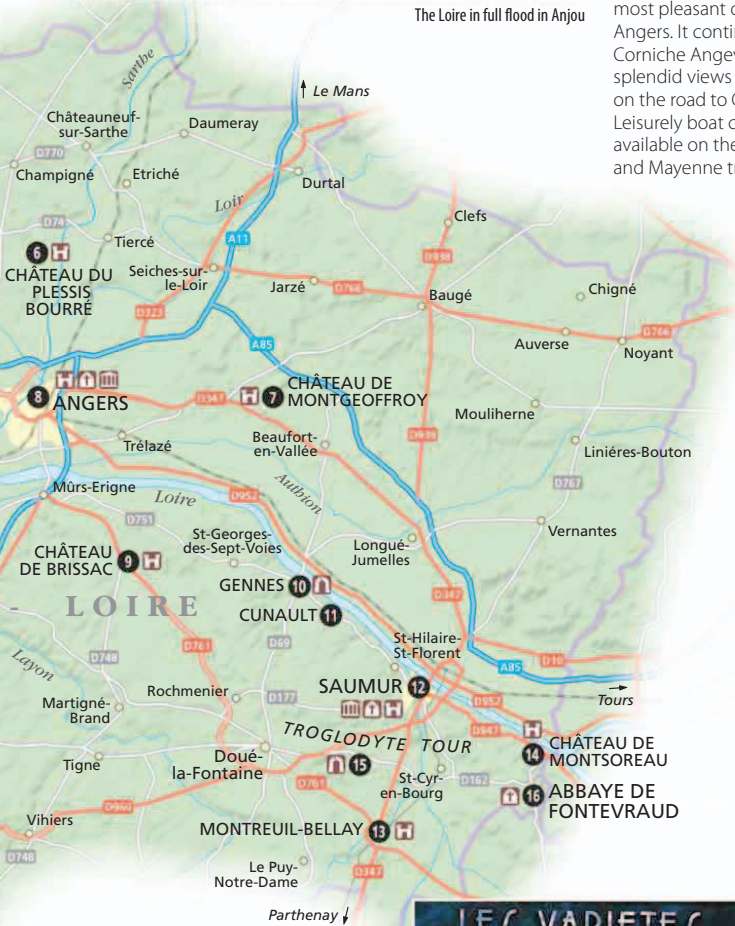 The Loire in full flood in Anjou
most pleasant
Angers. It
Corniche
splendid views
on the road to
Leisurely boat
available on the
and Mayenne
Sarthe
Le Mans
Châteauneuf-
sur-Sarthe
Daumeray
D770
Champigné
Etriché
Durtal
Loir
Clefs
D74
Tiercé
A11
6
CHÂTEAU DU
PLESSIS
BOURRÉ
Seiches-sur-
le-Loir
D938
Jarzé
D766
Baugé
Chigné
D323
Auverse
D766
Noyant
A85
8
ANGERS
D347
7
CHÂTEAU DE
MONTGEOFFROY
Mouliherne
Trélazé
Beaufort-
en-Vallée
D938
Liniéres-Bouton
Authion
D767
Mûrs-Erigne
Loire
D952
D751
St-Georges-
des-Sept-Voies
Longué-
Jumelles
Vernantes
CHÂTEAU
DE BRISSAC
9
GENNES
10
D347
LOIRE
CUNAULT
11
D761
D69
St-Hilaire-
St-Florent
A85
D10
Layon
D748
Rochmenier
D177
SAUMUR
12
D952
Tours
Martigné-
Brand
D947
TROGLODYTE TOUR
14
CHÂTEAU DE
MONTSOREAU
Tigne
Doué-
la-Fontaine
15
D761
St-Cyr-
en-Bourg
D162
16
ABBAYE DE
FONTEVRAUD
D960
Vihiers
MONTREUIL-BELLAY
13
D748
Le Puy-
Notre-Dame
D347
Parthenay
LES VARIETES